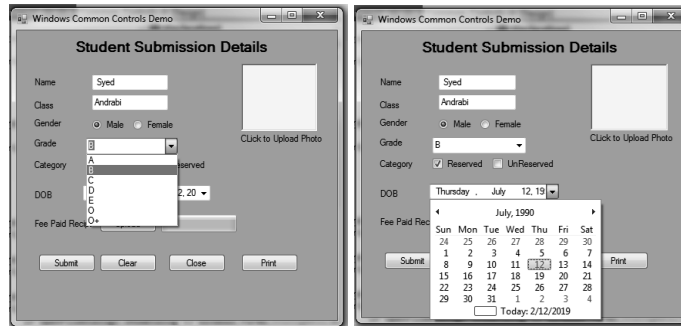 Windows Common Controls Demo
Student Submission Details
Name Syed
Class Andrabi
Gender Male Female
CLick to Upload Photo
Grade B
A
B
C
D
E
O
O+
Category
DOB 2, 20
Fee Paid
Submit Clear Close Print
Windows Common Controls Demo
Student Submission Details
Name Syed
Class Andrabi
Gender Male Female
CLick to Upload Photo
Grade B
Category Reserved UnReserved
DOB Thursday , July 12, 19
Fee Paid
July, 1990
Sun Mon Tue Wed Thu Fri Sat
24 25 26 27 28 29 30
1 2 3 4 5 6 7
8 9 10 11 12 13 14
15 16 17 18 19 20 21
22 23 24 25 26 27 28
29 30 31 1 2 3 4
Today: 2/12/2019
Submit Print